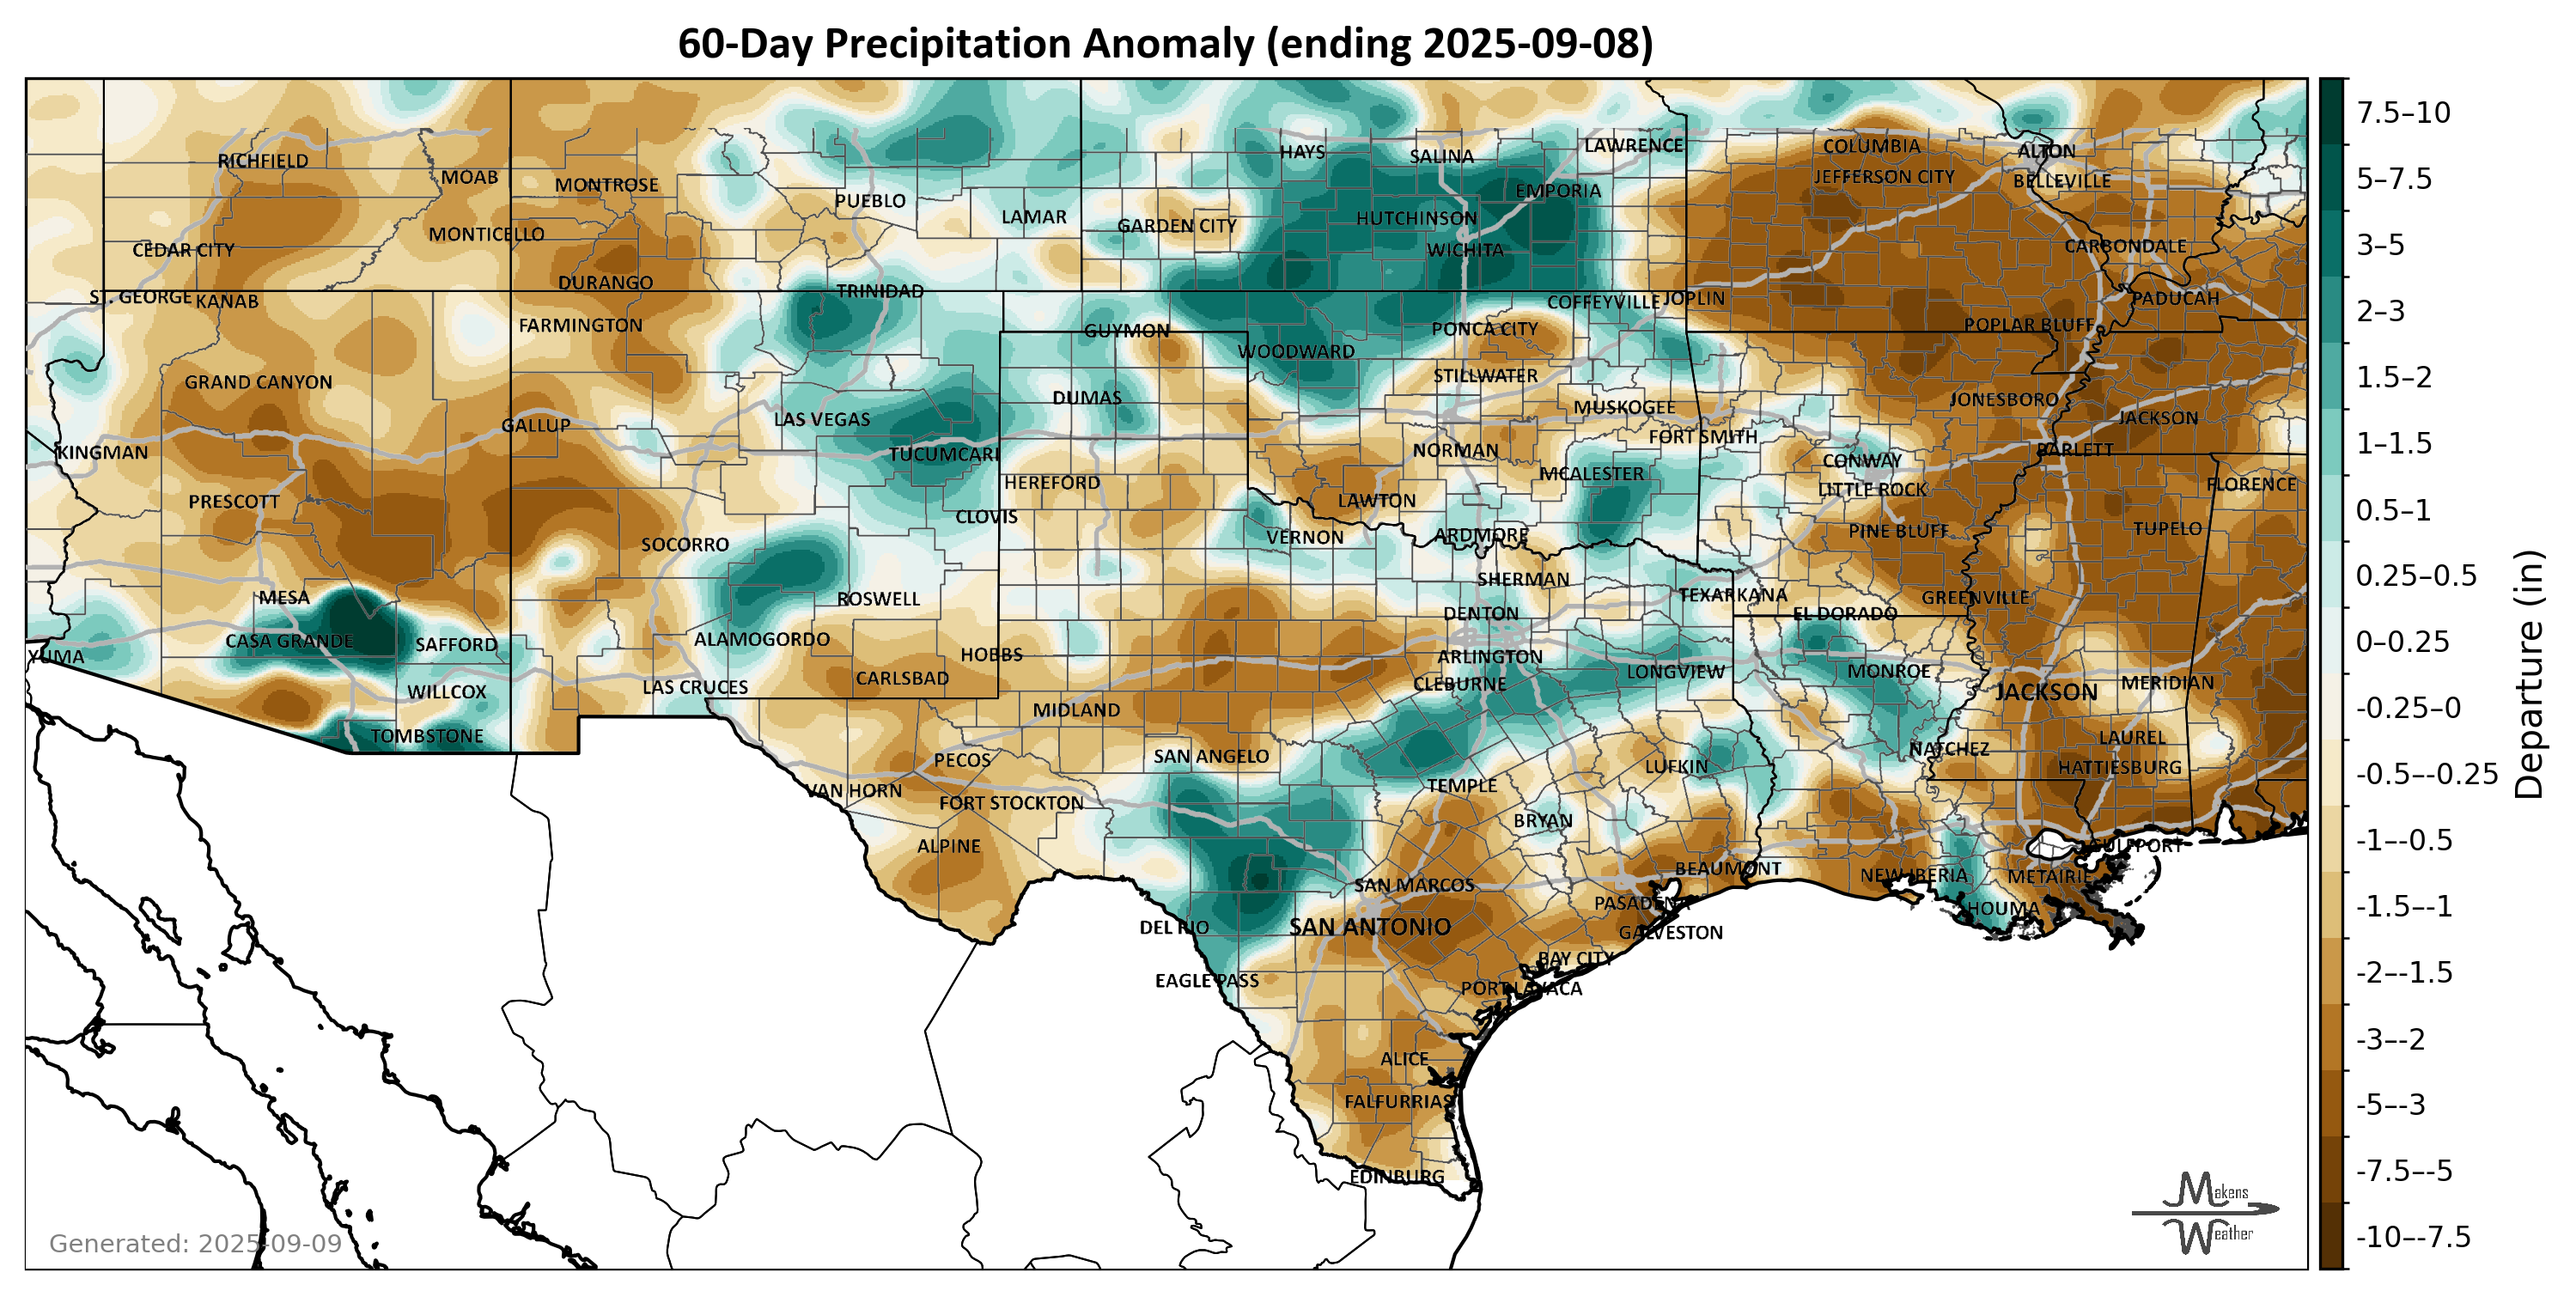 60-Day Precipitation Anomaly (ending 2025-09-08)
RICHFIELD
MOAB
MONTROSE
PUEBLO
LAMAR
HAYS
SALINA
LAWRENCE
EMPORIA
COLUMBIA
ALTON
JEFFERSON CITY
BELLEVILLE
MONTICELLO
CEDAR CITY
GARDEN CITY
HUTCHINSON
WICHITA
CARBONDALE
DURANGO
TRINIDAD
ST. GEORGE
KANAB
COFFEYVILLE
JOPLIN
PADUCAH
FARMINGTON
GUYMON
PONCA CITY
POPLAR BLUFF
WOODWARD
GRAND CANYON
STILLWATER
DUMAS
JONESBORO
LAS VEGAS
MUSKOGEE
JACKSON
GALLUP
FORT SMITH
KINGMAN
TUCUMCARI
NORMAN
BARLETT
CONWAY
PRESCOTT
HEREFORD
MCALESTER
LITTLE ROCK
FLORENCE
LAWTON
CLOVIS
VERNON
ARDMORE
PINE BLUFF
TUPELO
SOCORRO
SHERMAN
MESA
ROSWELL
TEXARKANA
GREENVILLE
CASA GRANDE
SAFFORD
ALAMOGORDO
DENTON
EL DORADO
YUMA
HOBBS
ARLINGTON
LONGVIEW
MONROE
WILLCOX
LAS CRUCES
CARLSBAD
CLEBURNE
JACKSON
MERIDIAN
MIDLAND
TOMBSTONE
SAN ANGELO
NATCHEZ
LAUREL
PECOS
LUFKIN
HATTIESBURG
VAN HORN
FORT STOCKTON
TEMPLE
BRYAN
ALPINE
GULFPORT
SAN MARCOS
BEAUMONT
NEW IBERIA
METAIRIE
PASADENA
HOUMA
DEL RIO
SAN ANTONIO
GALVESTON
BAY CITY
EAGLE PASS
PORT LAVACA
ALICE
FALFURRIAS
EDINBURG
Generated: 2025-09-09
Makens
Weather
7.5–10
5–7.5
3–5
2–3
1.5–2
1–1.5
0.5–1
0.25–0.5
0–0.25
-0.25–0
-0.5–-0.25
-1–-0.5
-1.5–-1
-2–-1.5
-3–-2
-5–-3
-7.5–-5
-10–-7.5
Departure (in)